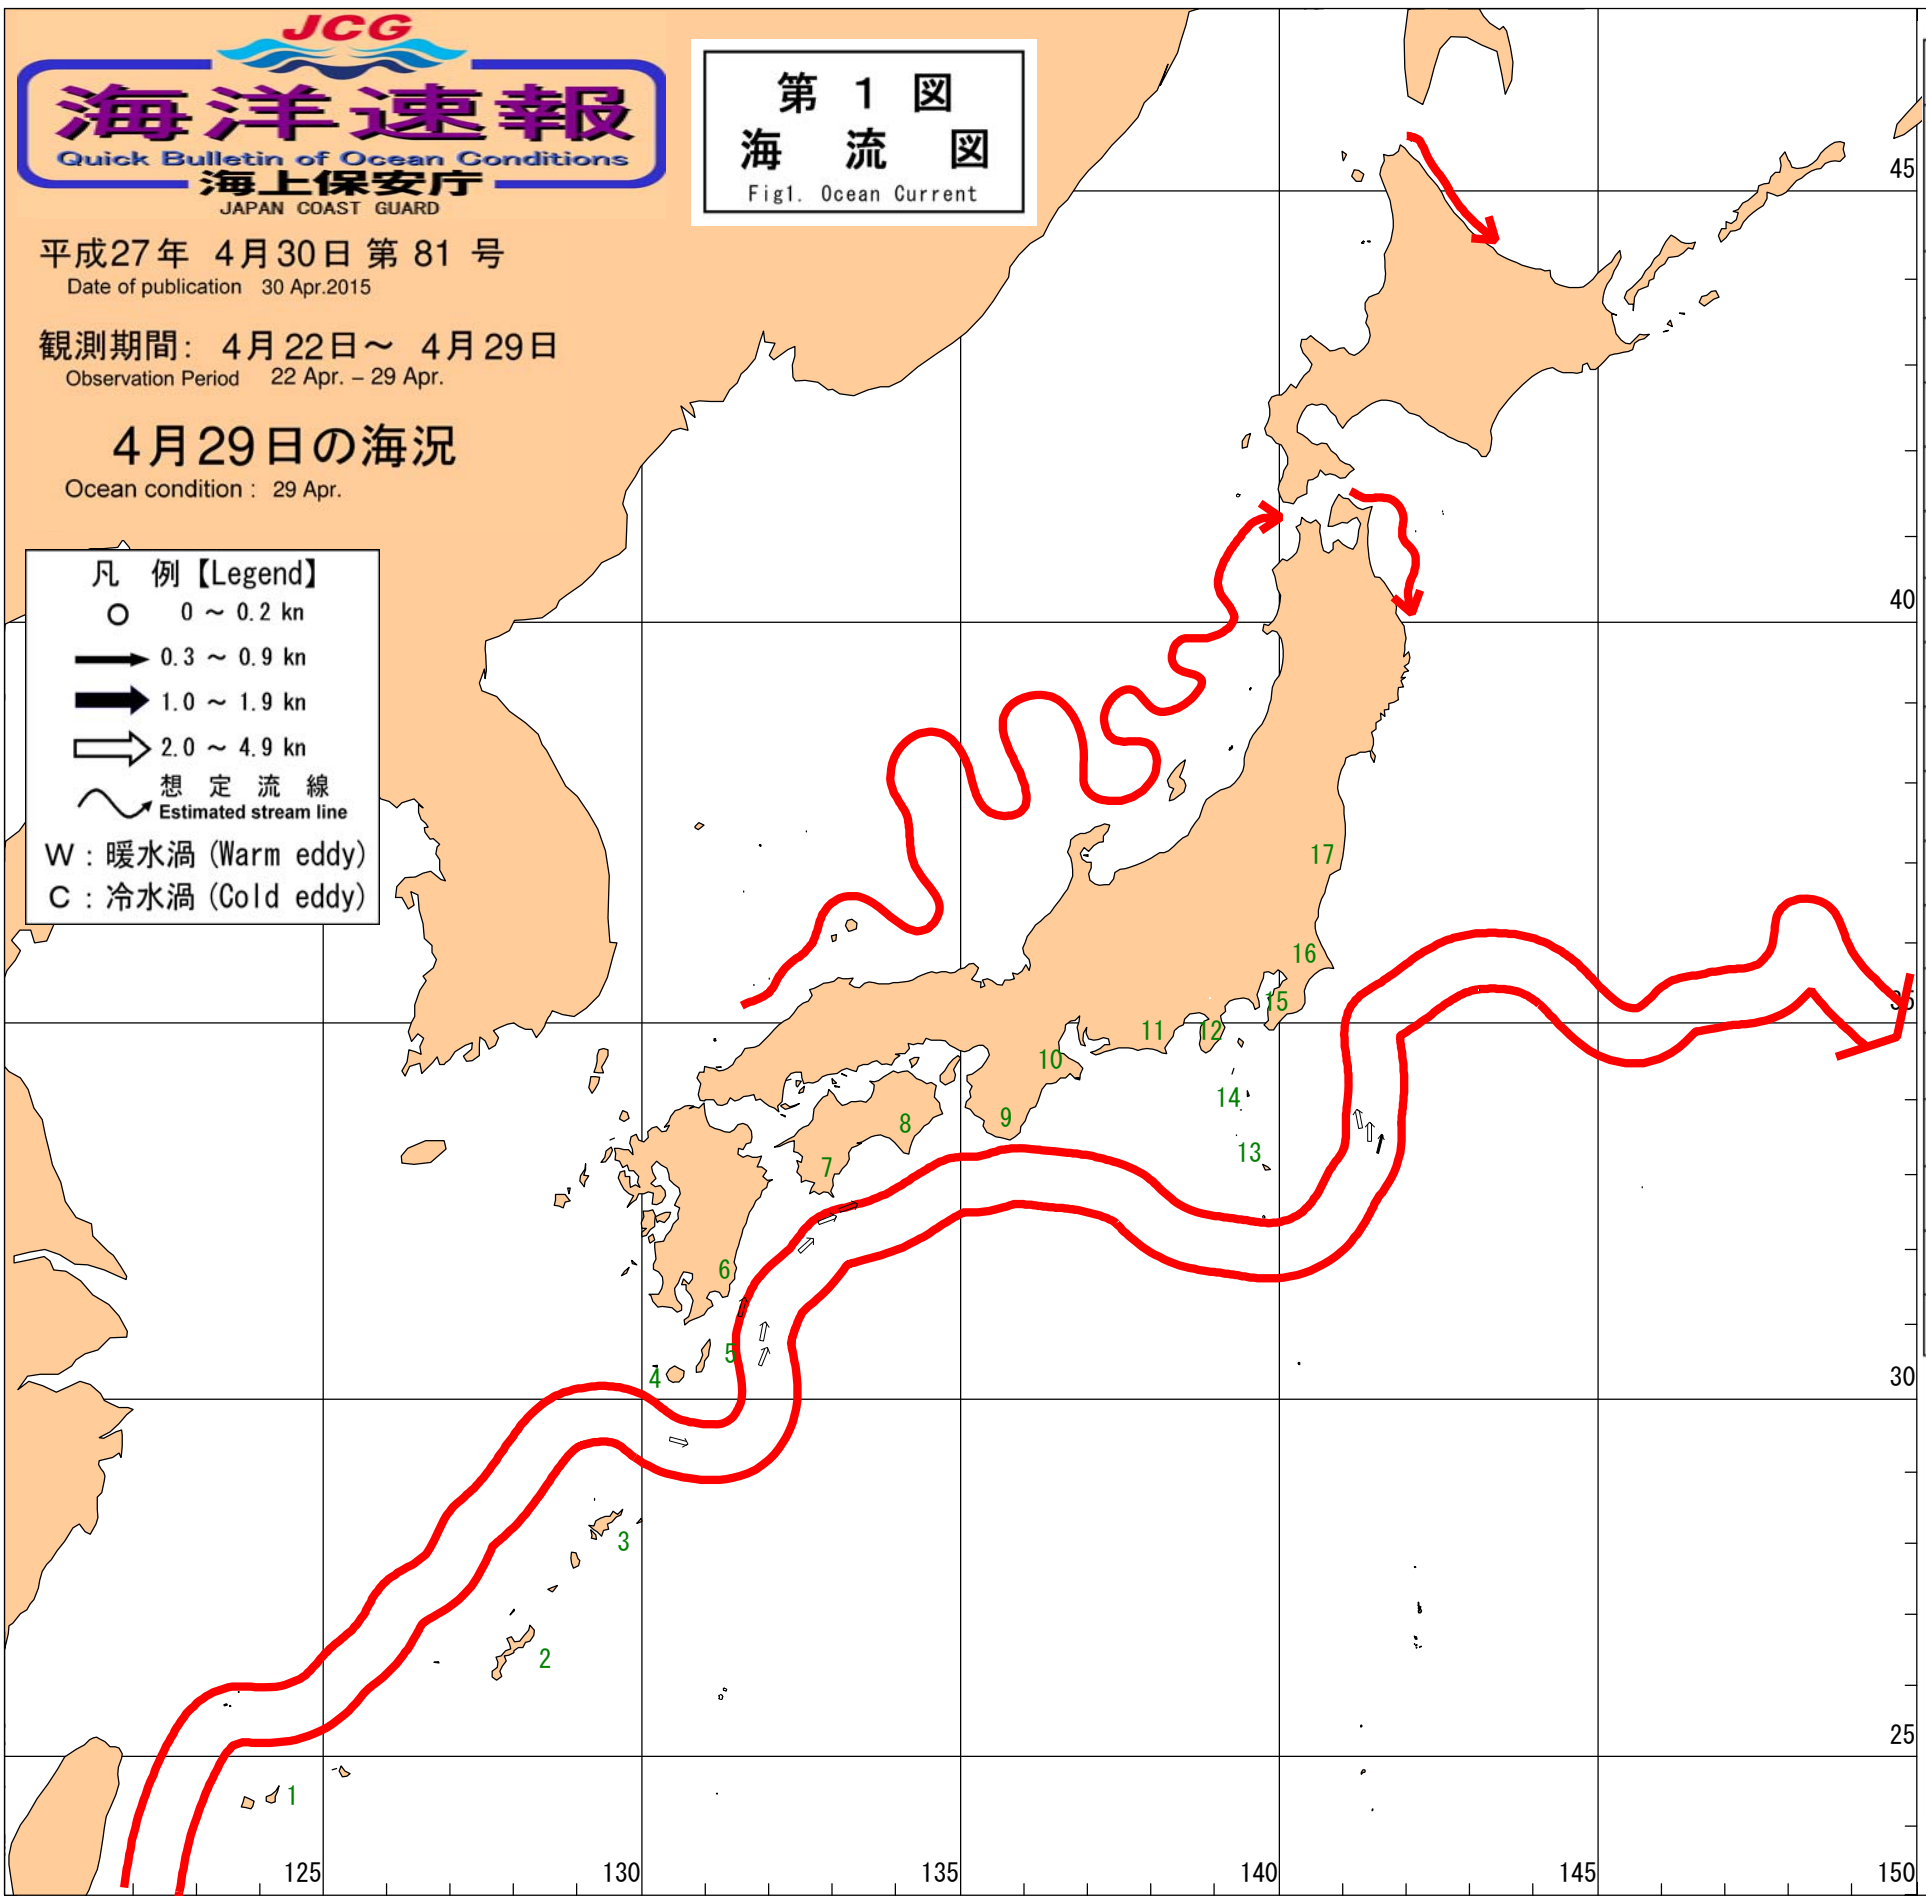 JCG
海洋速報
Quick Bulletin of Ocean Conditions
海上保安庁
JAPAN COAST GUARD
第 1 図
海 流 図
Fig1. Ocean Current
平成27年 4月30日 第 81 号
Date of publication 30 Apr.2015
観測期間: 4月22日～ 4月29日
Observation Period 22 Apr. – 29 Apr.
4月29日の海況
Ocean condition : 29 Apr.
凡 例【Legend】
0 ～ 0.2 kn
0.3 ～ 0.9 kn
1.0 ～ 1.9 kn
2.0 ～ 4.9 kn
想 定 流 線
Estimated stream line
W : 暖水渦 (Warm eddy)
C : 冷水渦 (Cold eddy)
45
40
17
16
35
15
11
12
10
14
8
9
13
7
6
5
4
30
3
2
25
1
125
130
135
140
145
150